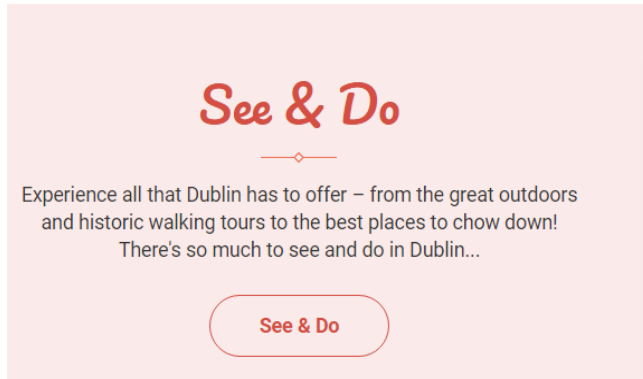 See & Do
Experience all that Dublin has to offer – from the great outdoors
and historic walking tours to the best places to chow down!
There's so much to see and do in Dublin...
See & Do